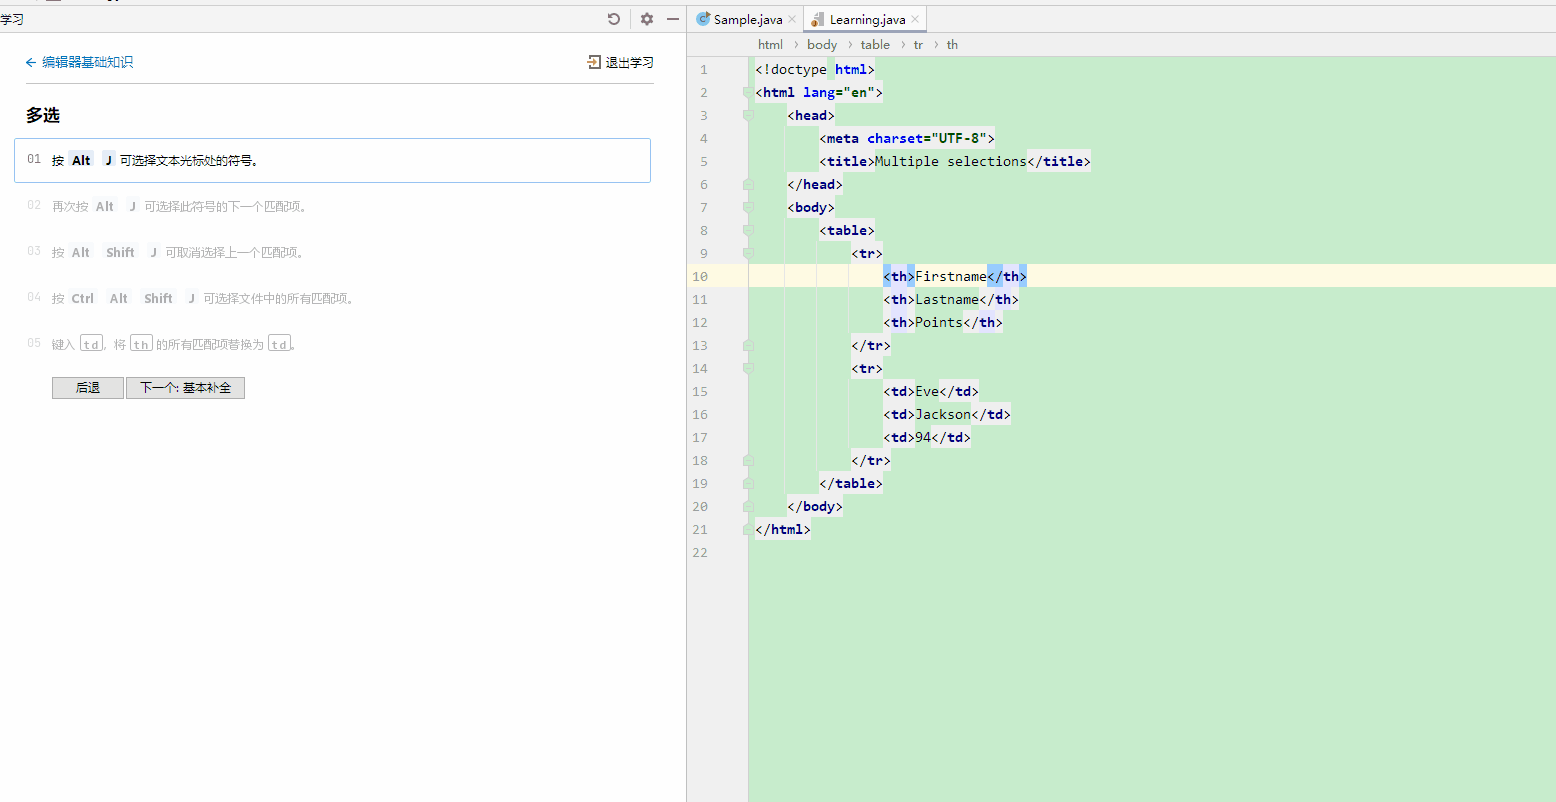 学习
编辑器基础知识
退出学习
多选
01 按 Alt J 可选择文本光标处的符号。
02 再次按 Alt J 可选择此符号的下一个匹配项。
03 按 Alt Shift J 可取消选择上一个匹配项。
04 按 Ctrl Alt Shift J 可选择文件中的所有匹配项。
05 键入 td，将 th 的所有匹配项替换为 td。
后退 下一个: 基本补全
Sample.java Learning.java
html body table tr th
1 <!doctype html>
2 <html lang="en">
3 <head>
4 <meta charset="UTF-8">
5 <title>Multiple selections</title>
6 </head>
7 <body>
8 <table>
9 <tr>
10 <th>Firstname</th>
11 <th>Lastname</th>
12 <th>Points</th>
13 </tr>
14 <tr>
15 <td>Eve</td>
16 <td>Jackson</td>
17 <td>94</td>
18 </tr>
19 </table>
20 </body>
21 </html>
22